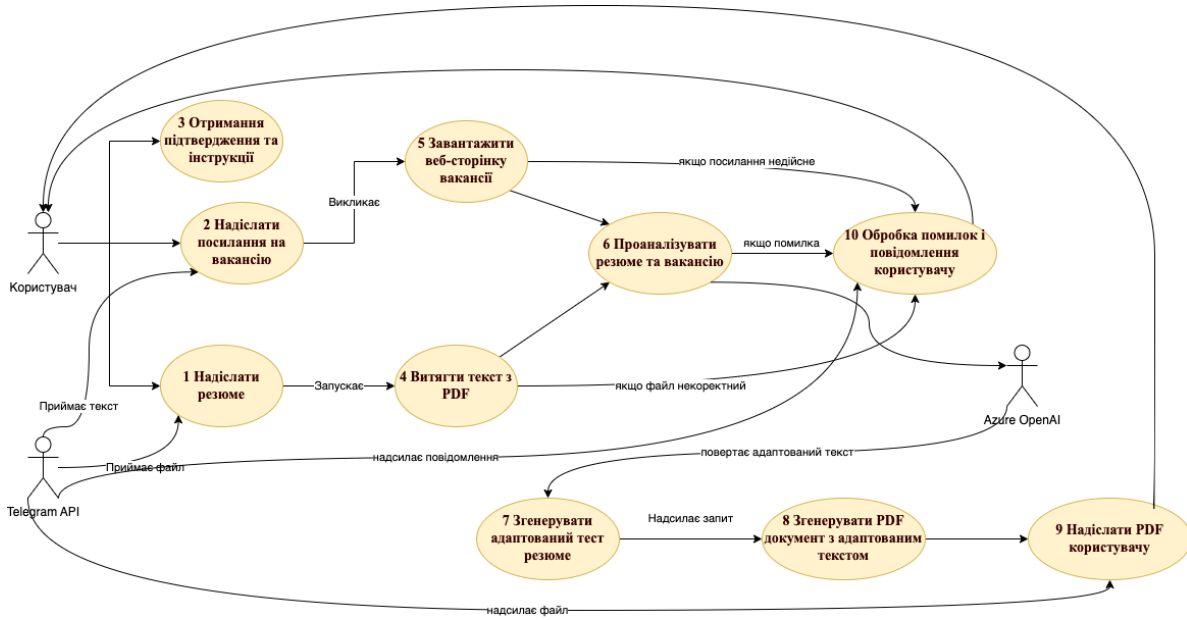 3 Отримання
підтвердження та
інструкції
5 Завантажити
веб-сторінку
вакансії
якщо посилання недійсне
Викликає
2 Надіслати
посилання на
вакансію
6 Проаналізувати
резюме та вакансію
якщо помилка
10 Обробка помилок і
повідомлення
користувачу
Користувач
1 Надіслати
резюме
Запускає
4 Витягти текст з
PDF
якщо файл некоректний
Приймає текст
Azure OpenAI
надсилає повідомлення
повертає адаптований текст
Приймає файл
Telegram API
7 Згенерувати
адаптований тест
резюме
Надсилає запит
8 Згенерувати PDF
документ з адаптованим
текстом
9 Надіслати PDF
користувачу
надсилає файл